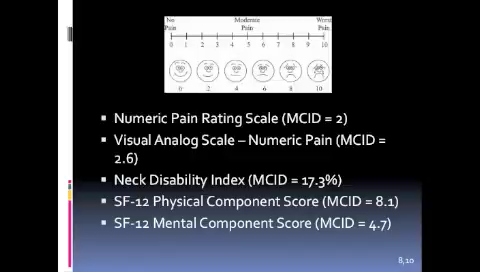 No Pain Moderate Pain Worst Pain
0 1 2 3 4 5 6 7 8 9 10
0 2 4 6 8 10
Numeric Pain Rating Scale (MCID = 2)
Visual Analog Scale – Numeric Pain (MCID =
2.6)
Neck Disability Index (MCID = 17.3%)
SF-12 Physical Component Score (MCID = 8.1)
SF-12 Mental Component Score (MCID = 4.7)
8,10